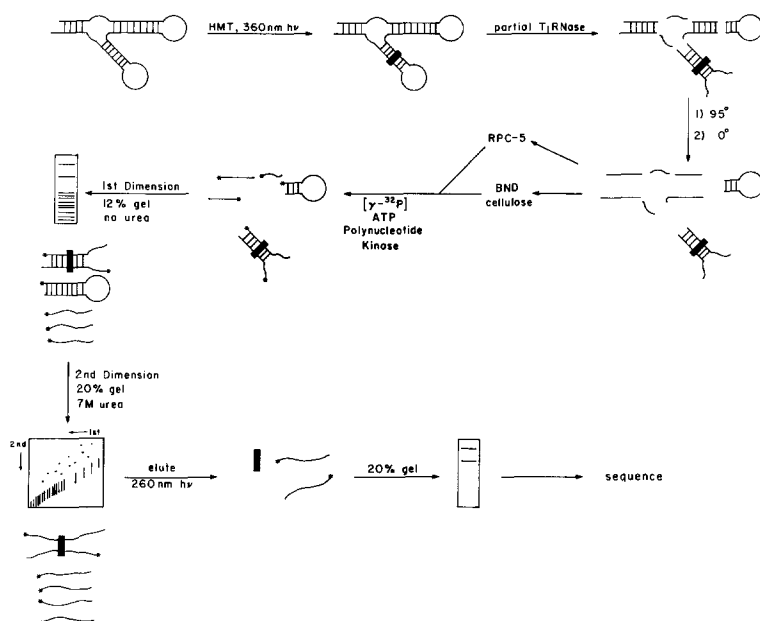 HMT, 360nm hν
partial T₁RNase
1) 95°
2) 0°
RPC-5
BND
cellulose
[γ-³²P]
ATP
Polynucleotide
Kinase
1st Dimension
12% gel
no urea
2nd Dimension
20% gel
7M urea
1st
2nd
elute
260nm hν
20% gel
sequence